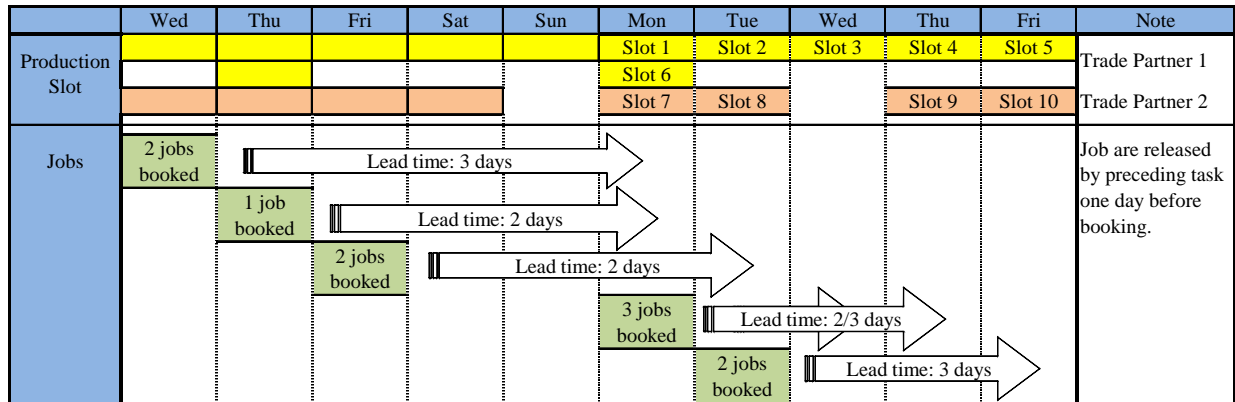 Wed Thu Fri Sat Sun Mon Tue Wed Thu Fri Note
Production
Slot
Slot 1 Slot 2 Slot 3 Slot 4 Slot 5
Trade Partner 1
Slot 6
Slot 7 Slot 8 Slot 9 Slot 10 Trade Partner 2
Jobs
2 jobs
booked
Lead time: 3 days
1 job
booked
Lead time: 2 days
2 jobs
booked
Lead time: 2 days
3 jobs
booked
Lead time: 2/3 days
2 jobs
booked
Lead time: 3 days
Job are released
by preceding task
one day before
booking.